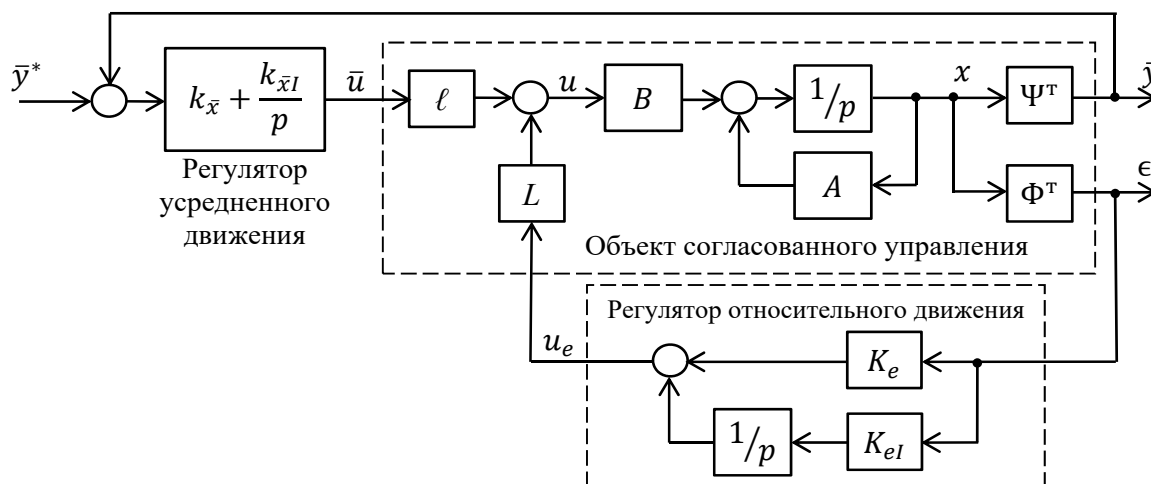 ȳ*
k_x̄ + k_x̄I / p
ū
ℓ
u
B
1/p
x
Ψᵀ
ȳ
A
L
Φᵀ
ϵ
Регулятор
усредненного
движения
Объект согласованного управления
Регулятор относительного движения
u_e
K_e
1/p
K_eI